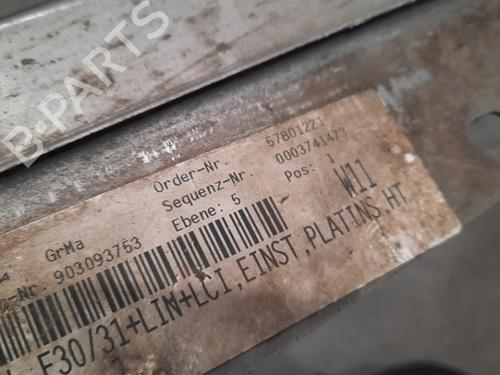 B-PARTS
Order-Nr. 57801221
Sequenz-Nr. 0003741473
GrMa Ebene: 5 Pos: 1
-Nr. 903093753 W11
F30/31+LIN+LCI,EINST,PLATINS HT